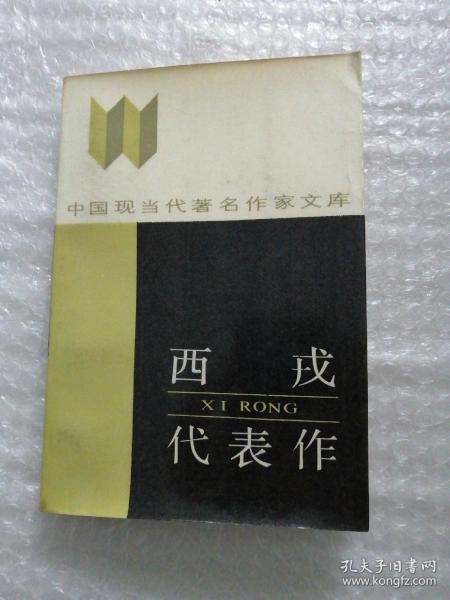 中国现当代著名作家文库
西戎
XI RONG
代表作
孔夫子旧书网
www.kongfz.com